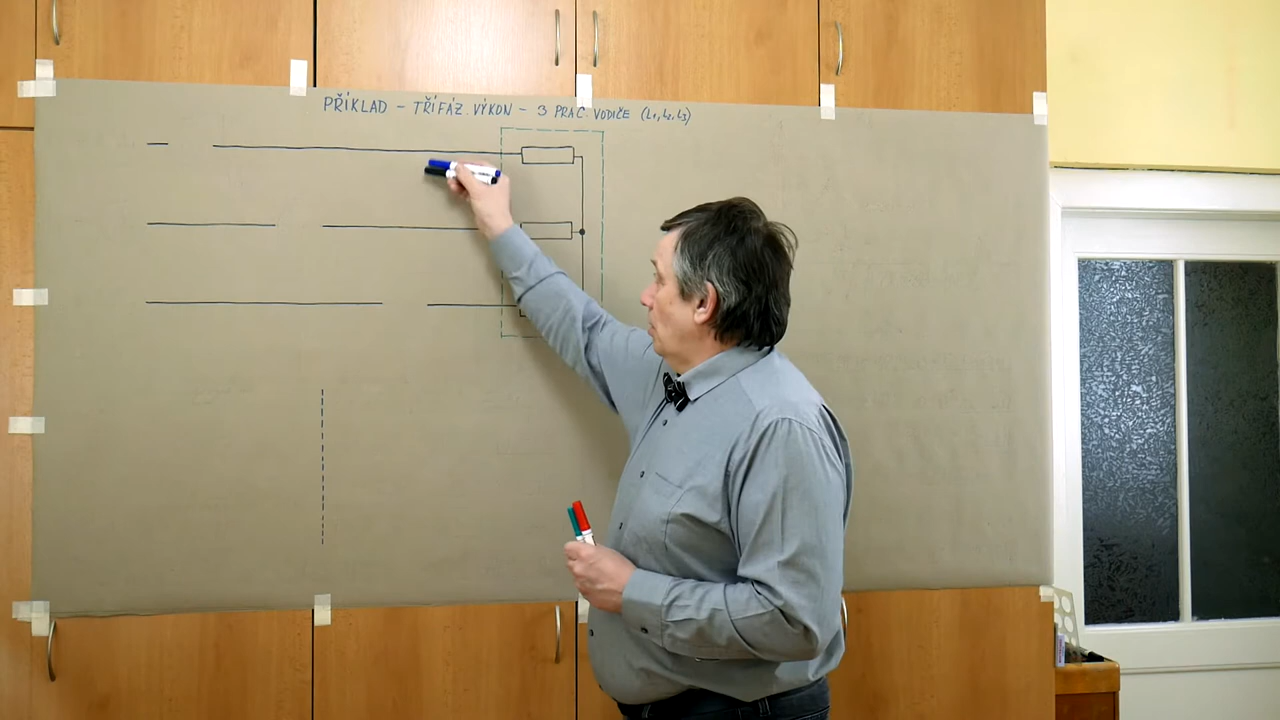 PŘÍKLAD - TŘÍFÁZ. VÝKON - 3 PRAC. VODIČE (L1, L2, L3)